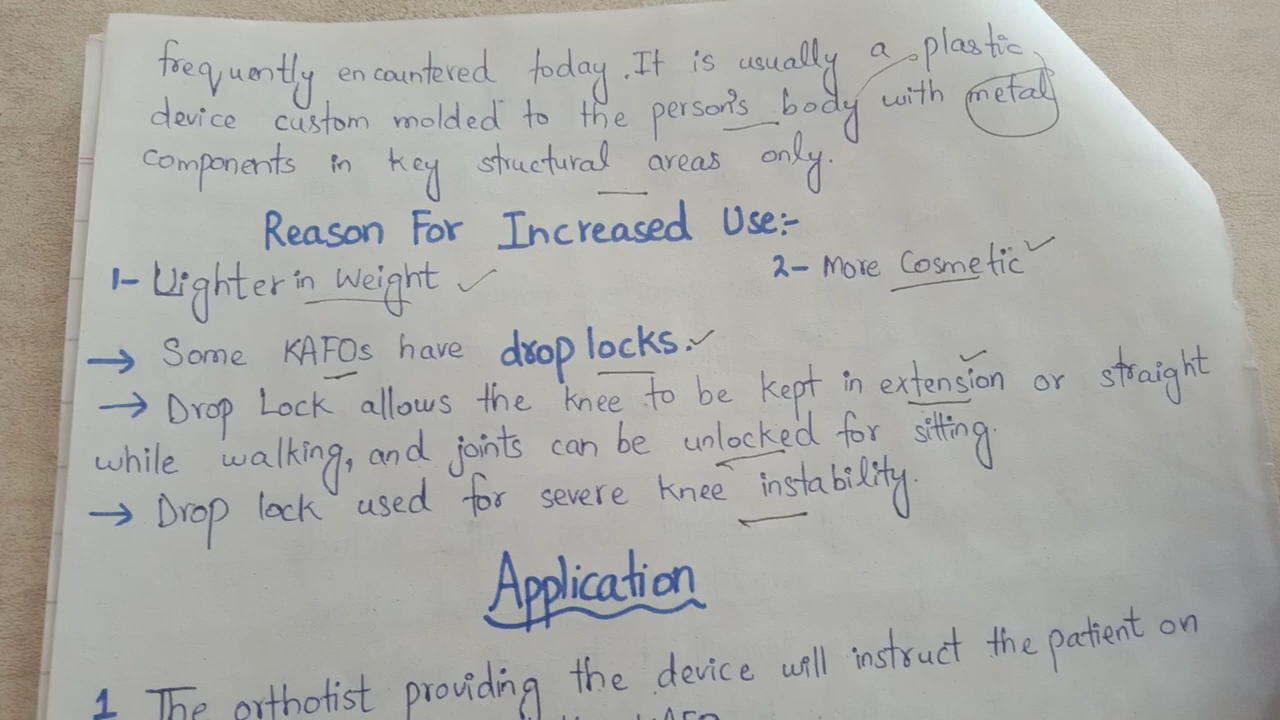 frequently encountered today. It is usually a plastic
device custom molded to the person's body with metal
components in key structural areas only.
Reason For Increased Use:-
1- Lighter in weight
2- More Cosmetic
→ Some KAFOs have drop locks.
→ Drop Lock allows the knee to be kept in extension or straight
while walking, and joints can be unlocked for sitting.
→ Drop lock used for severe knee instability.
Application
1 The orthotist providing the device will instruct the patient on
KAFO